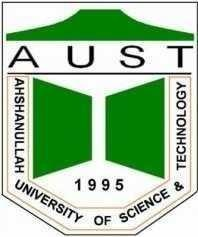 AUST
1995
AHSHANULLAH UNIVERSITY OF SCIENCE & TECHNOLOGY